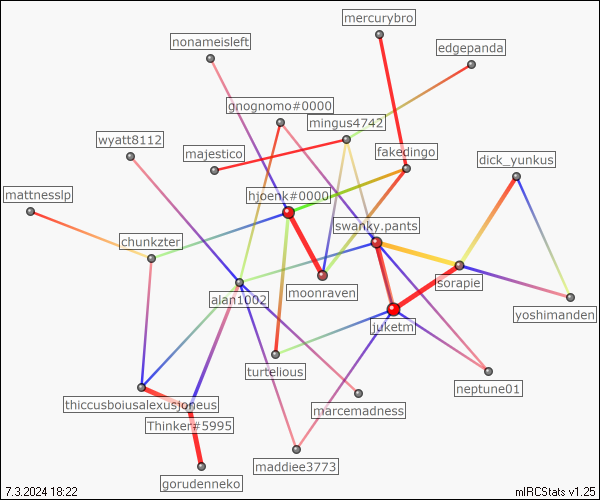 mercurybro
nonameisleft
edgepanda
gnognomo#0000
mingus4742
wyatt8112
majestico
fakedingo
dick_yunkus
mattnesslp
hjoenk#0000
swanky.pants
chunkzter
moonraven
sorapie
alan1002
yoshimanden
juketm
turtelious
neptune01
thiccusboiusalexusjoneus
marcemadness
Thinker#5995
maddiee3773
gorudenneko
7.3.2024 18:22
mIRCStats v1.25